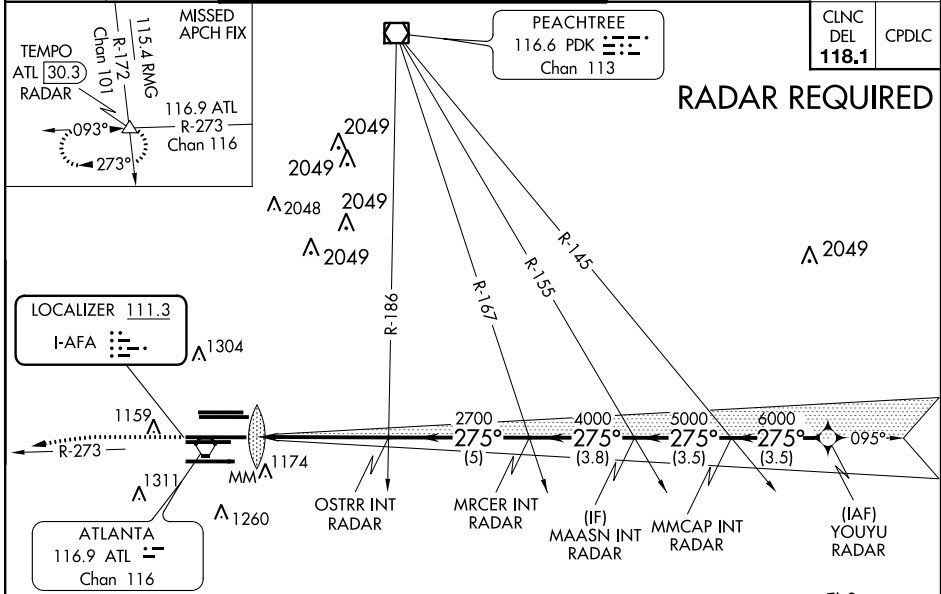 MISSED
APCH FIX
115.4 RMG
R-172
Chan 101
TEMPO
ATL 30.3
RADAR
116.9 ATL
R-273
Chan 116
093°
273°
PEACHTREE
116.6 PDK
Chan 113
CLNC
DEL
118.1
CPDLC
RADAR REQUIRED
2049
2049
2048
2049
2049
2049
R-186
R-167
R-155
R-145
LOCALIZER 111.3
I-AFA
1304
1159
R-273
1311
MM
1174
1260
ATLANTA
116.9 ATL
Chan 116
2700
275°
(5)
4000
275°
(3.8)
5000
275°
(3.5)
6000
275°
(3.5)
095°
OSTRR INT
RADAR
MRCER INT
RADAR
(IF)
MAASN INT
RADAR
MMCAP INT
RADAR
(IAF)
YOUYU
RADAR